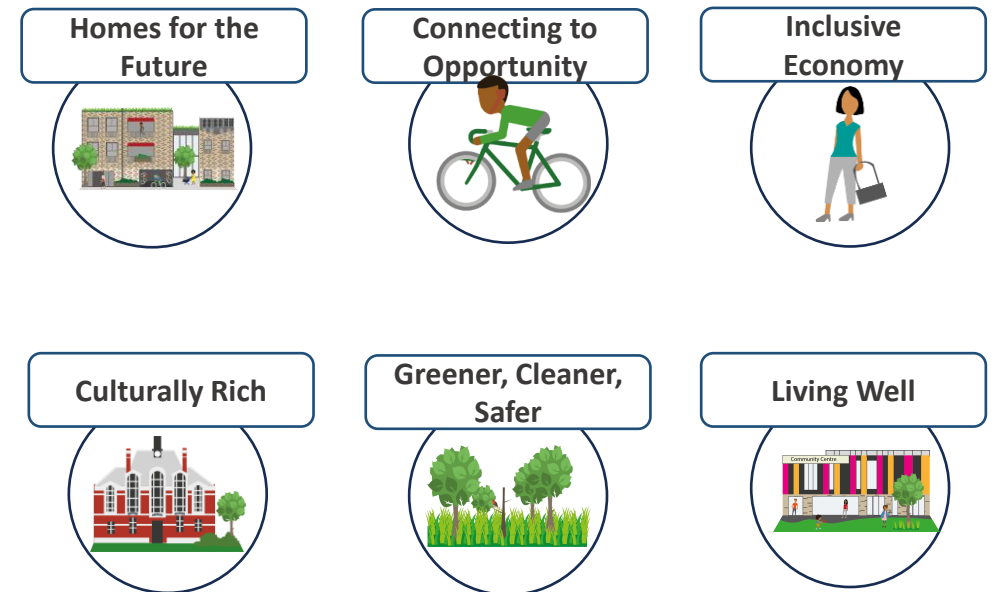 Homes for the
Future
Connecting to
Opportunity
Inclusive
Economy
Culturally Rich
Greener, Cleaner,
Safer
Living Well
Community Centre